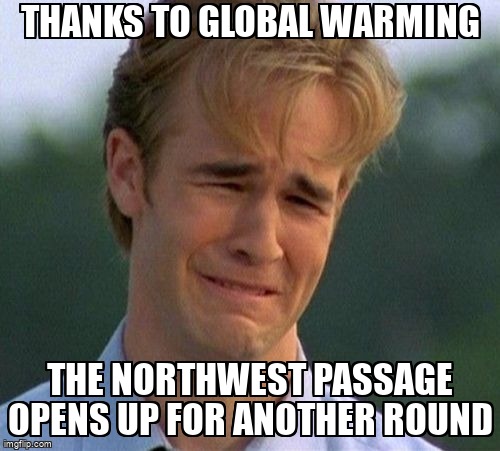 THANKS TO GLOBAL WARMING
THE NORTHWEST PASSAGE
OPENS UP FOR ANOTHER ROUND
imgflip.com